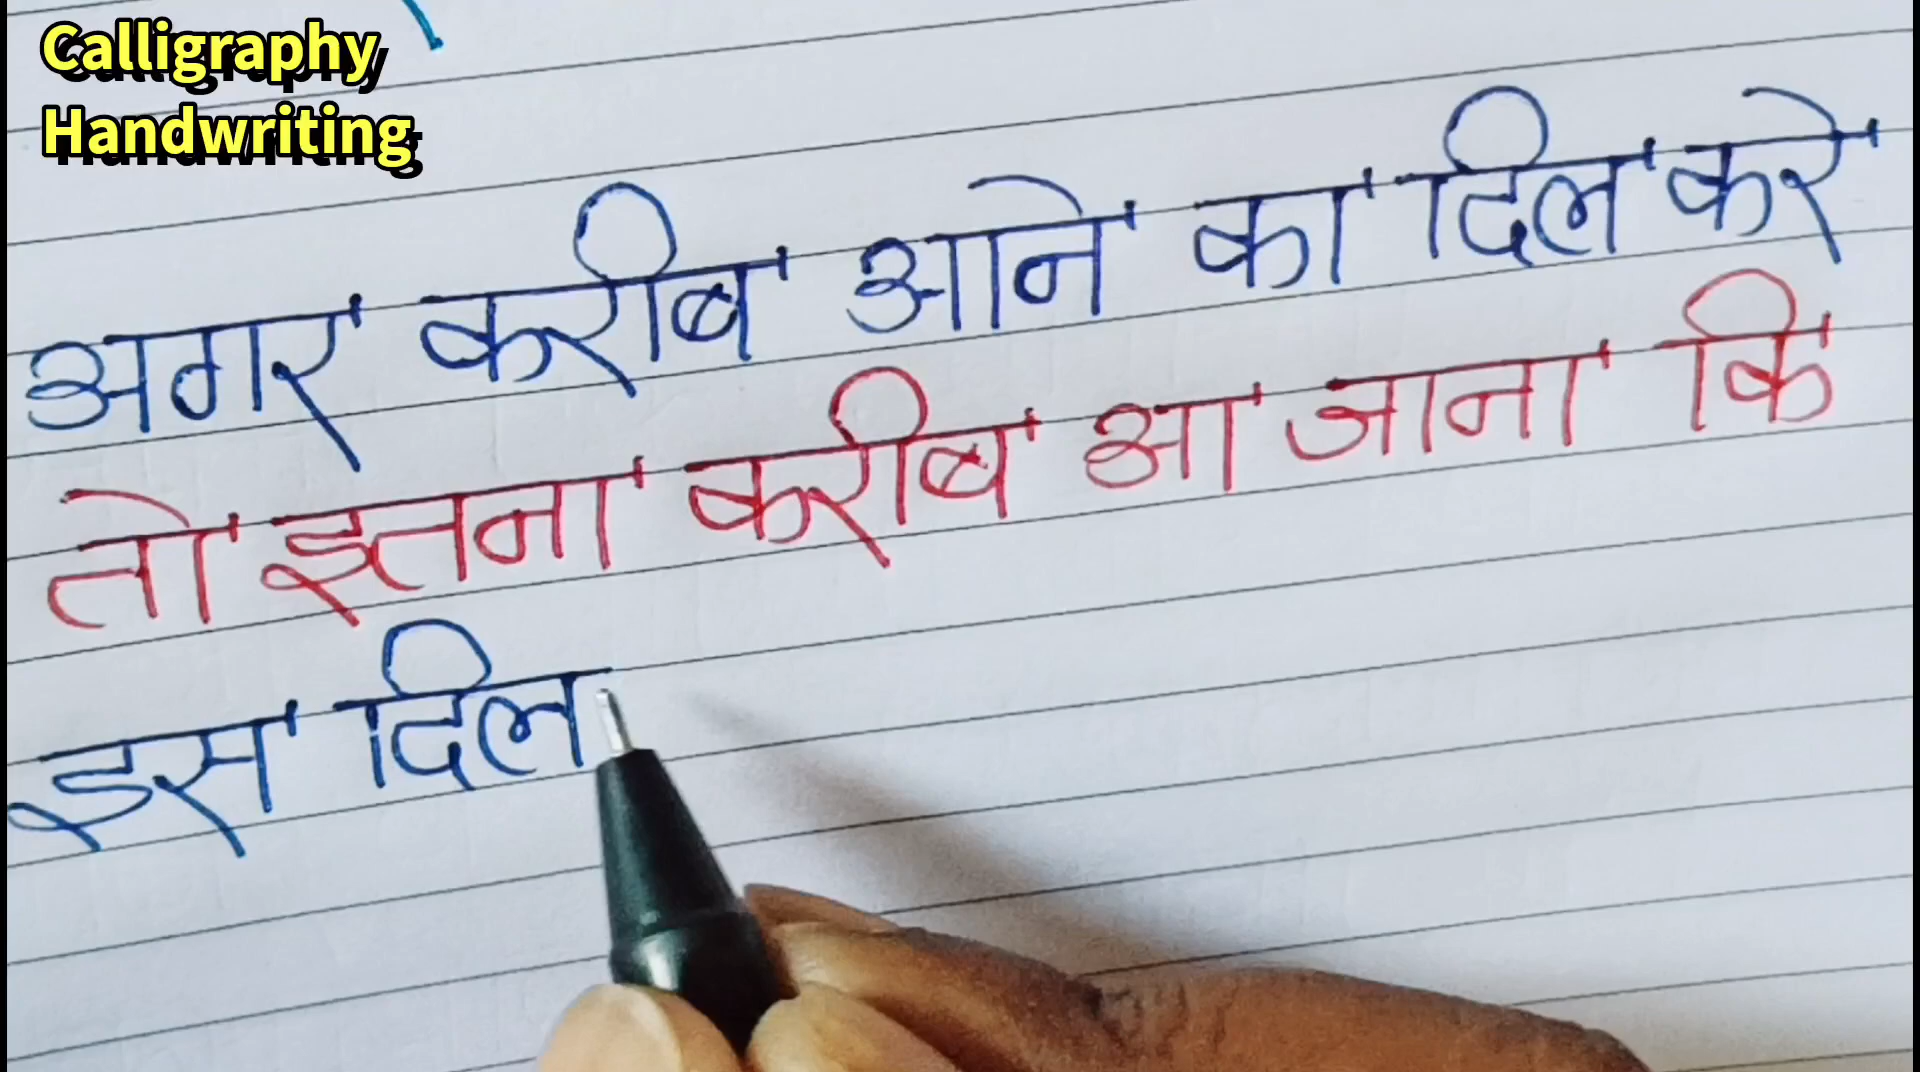 Calligraphy
Handwriting
अगर करीब आने का दिल करे
तो इतना करीब आ जाना कि
इस दिल